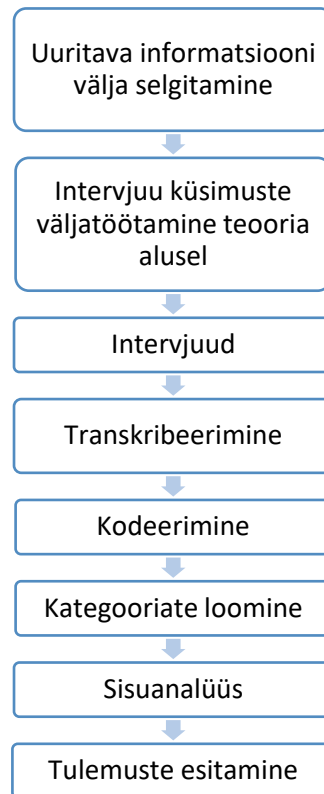 Uuritava informatsiooni
välja selgitamine
Intervjuu küsimuste
väljatöötamine teooria
alusel
Intervjuud
Transkribeerimine
Kodeerimine
Kategooriate loomine
Sisuanalüüs
Tulemuste esitamine